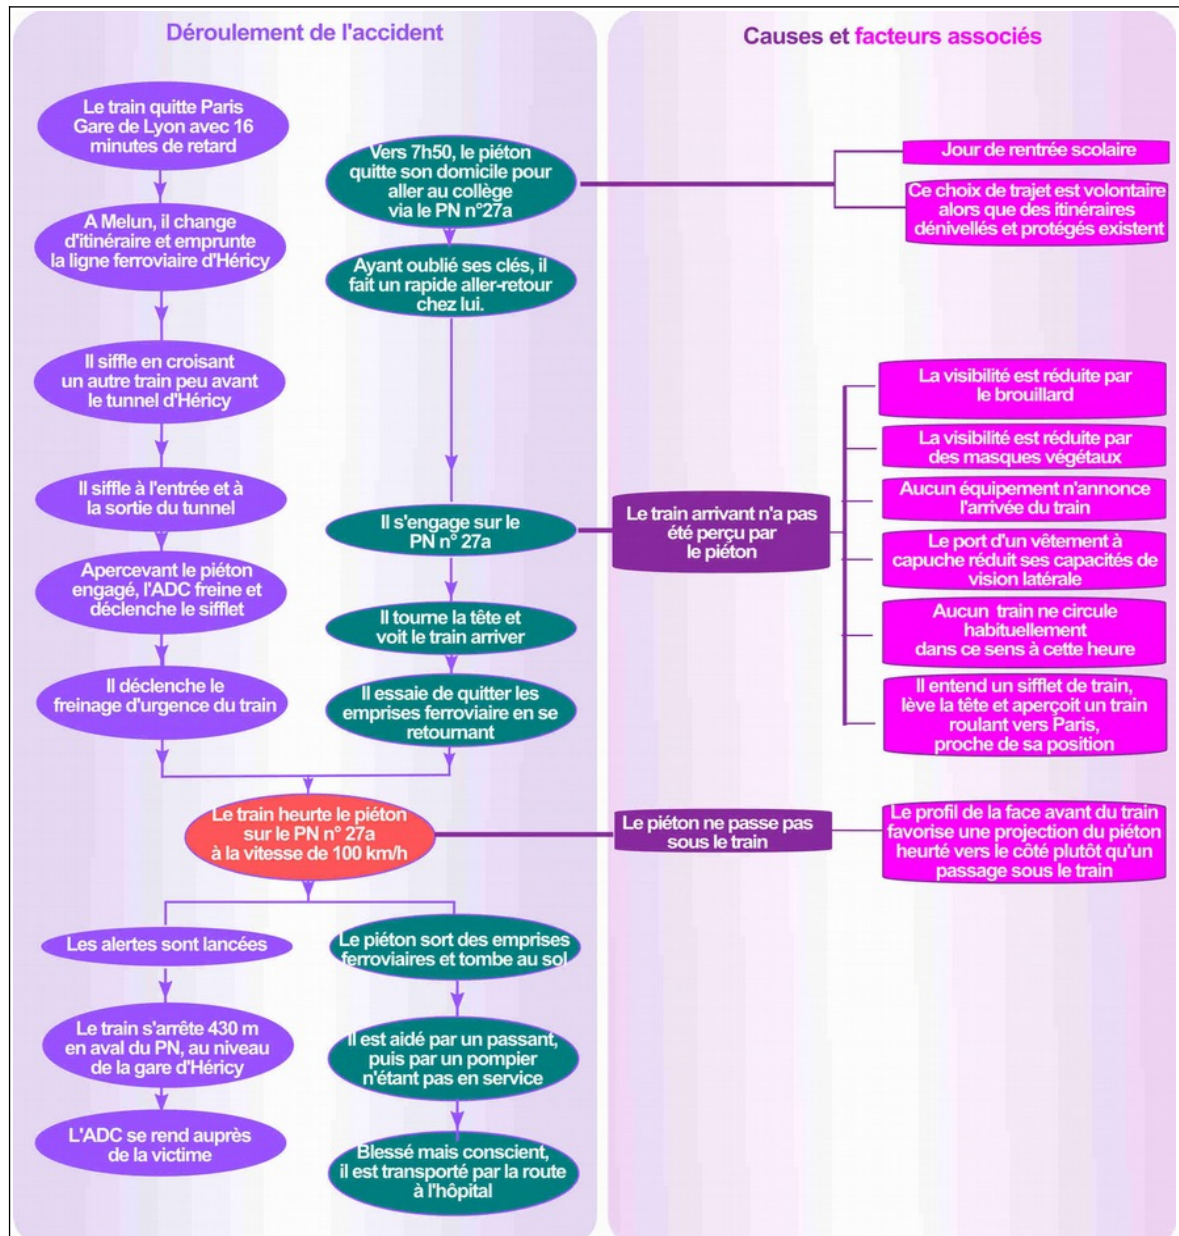 Déroulement de l'accident
Le train quitte Paris
Gare de Lyon avec 16
minutes de retard
A Melun, il change
d'itinéraire et emprunte
la ligne ferroviaire d'Héricy
Il siffle en croisant
un autre train peu avant
le tunnel d'Héricy
Il siffle à l'entrée et à
la sortie du tunnel
Apercevant le piéton
engagé, l'ADC freine et
déclenche le sifflet
Il déclenche le
freinage d'urgence du train
Vers 7h50, le piéton
quitte son domicile pour
aller au collège
via le PN n°27a
Ayant oublié ses clés, il
fait un rapide aller-retour
chez lui.
Il s'engage sur le
PN n° 27a
Il tourne la tête et
voit le train arriver
Il essaie de quitter les
emprises ferroviaire en se
retournant
Le train heurte le piéton
sur le PN n° 27a
à la vitesse de 100 km/h
Les alertes sont lancées
Le train s'arrête 430 m
en aval du PN, au niveau
de la gare d'Héricy
L'ADC se rend auprès
de la victime
Le piéton sort des emprises
ferroviaires et tombe au sol
Il est aidé par un passant,
puis par un pompier
n'étant pas en service
Blessé mais conscient,
il est transporté par la route
à l'hôpital
Causes et facteurs associés
Jour de rentrée scolaire
Ce choix de trajet est volontaire
alors que des itinéraires
dénivellés et protégés existent
Le train arrivant n'a pas
été perçu par
le piéton
La visibilité est réduite par
le brouillard
La visibilité est réduite par
des masques végétaux
Aucun équipement n'annonce
l'arrivée du train
Le port d'un vêtement à
capuche réduit ses capacités de
vision latérale
Aucun train ne circule
habituellement
dans ce sens à cette heure
Il entend un sifflet de train,
lève la tête et aperçoit un train
roulant vers Paris,
proche de sa position
Le piéton ne passe pas
sous le train
Le profil de la face avant du train
favorise une projection du piéton
heurté vers le côté plutôt qu'un
passage sous le train